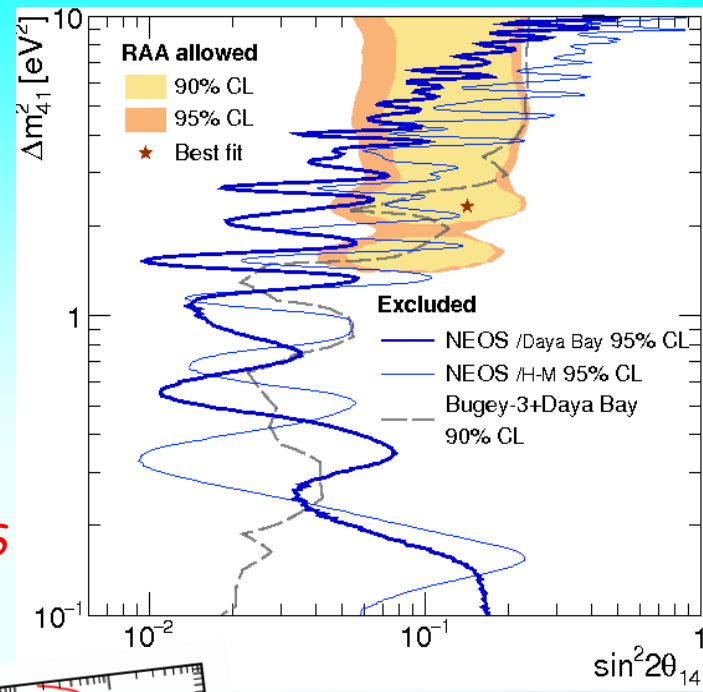 10
RAA allowed
90% CL
95% CL
★ Best fit
Δm²₄₁ [eV²]
1
Excluded
NEOS /Daya Bay 95% CL
NEOS /H-M 95% CL
Bugey-3+Daya Bay
90% CL
S
10⁻¹
10⁻² 10⁻¹ 1
sin²2θ₁₄